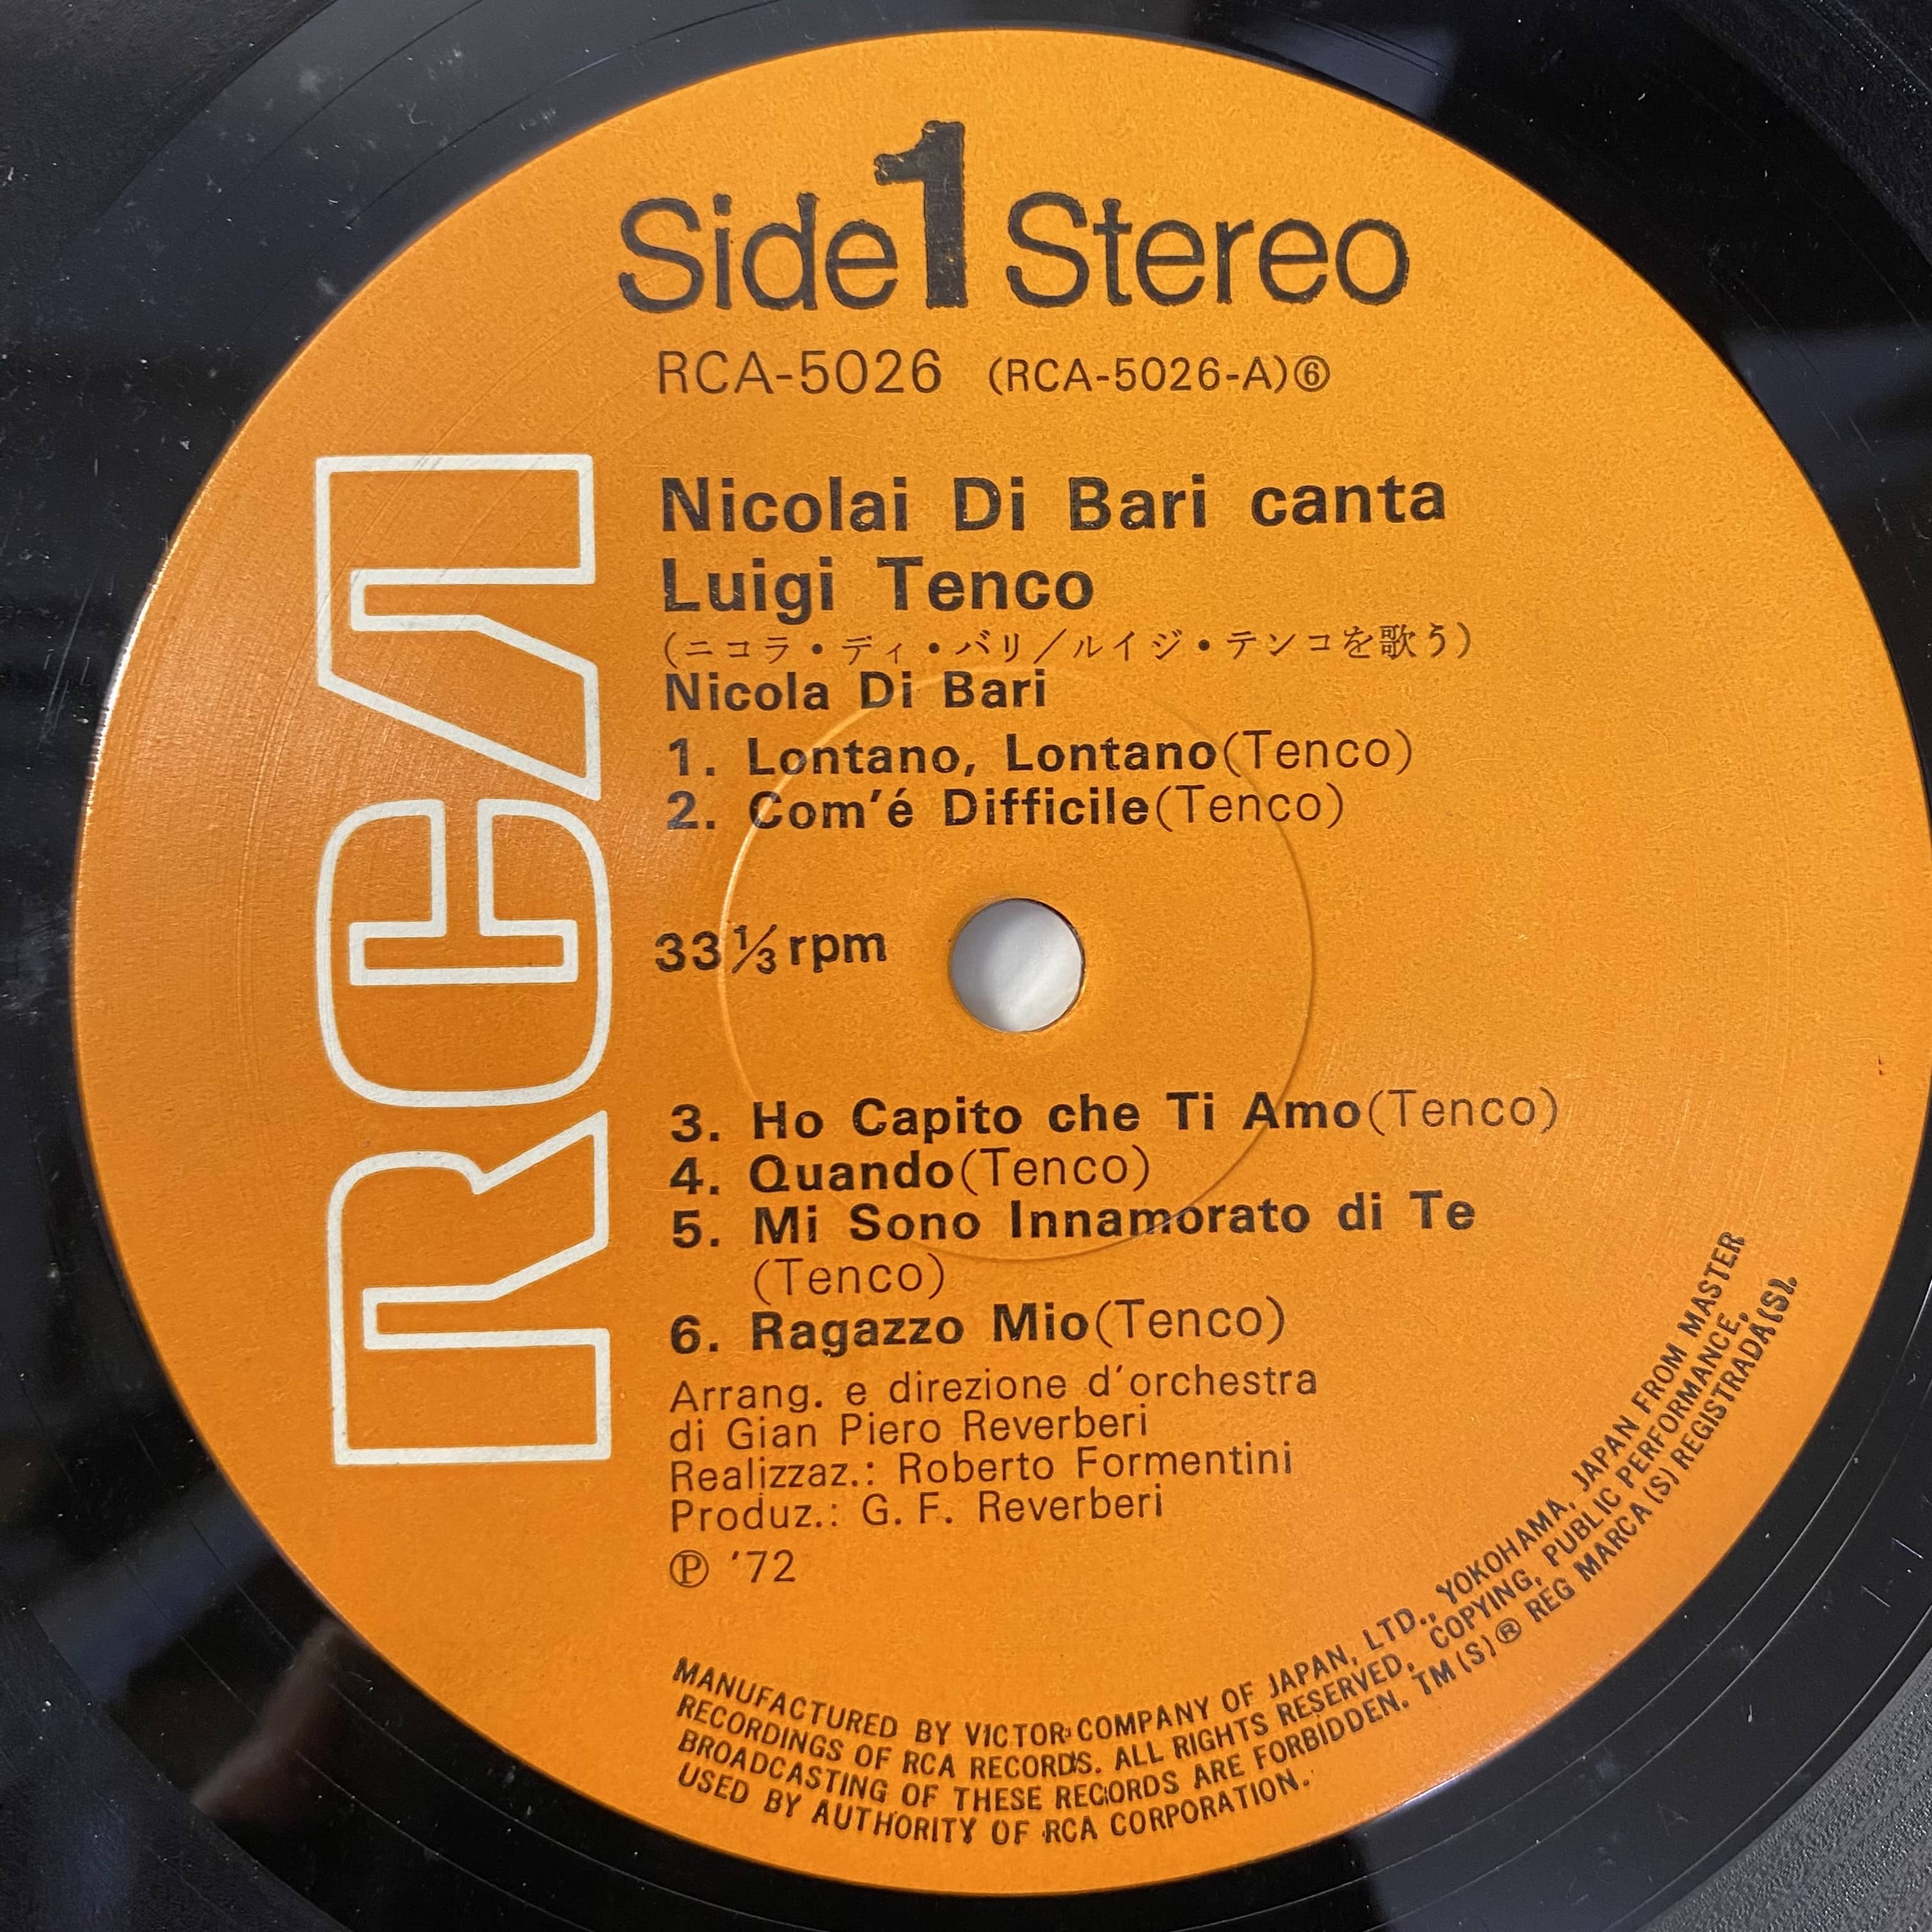 Side 1 Stereo
RCA-5026 (RCA-5026-A)⑥
RCA
Nicolai Di Bari canta
Luigi Tenco
(ニコラ・ディ・バリ／ルイジ・テンコを歌う)
Nicola Di Bari
1. Lontano, Lontano(Tenco)
2. Com'é Difficile(Tenco)
33⅓rpm
3. Ho Capito che Ti Amo(Tenco)
4. Quando(Tenco)
5. Mi Sono Innamorato di Te
(Tenco)
6. Ragazzo Mio(Tenco)
Arrang. e direzione d'orchestra
di Gian Piero Reverberi
Realizzaz.: Roberto Formentini
Produz.: G. F. Reverberi
℗ '72
MANUFACTURED BY VICTOR COMPANY OF JAPAN, LTD., YOKOHAMA, JAPAN FROM MASTER
RECORDINGS OF RCA RECORDS. ALL RIGHTS RESERVED, COPYING, PUBLIC PERFORMANCE,
BROADCASTING OF THESE RECORDS ARE FORBIDDEN. TM(S)® REG MARCA(S) REGISTRADA(S).
USED BY AUTHORITY OF RCA CORPORATION.